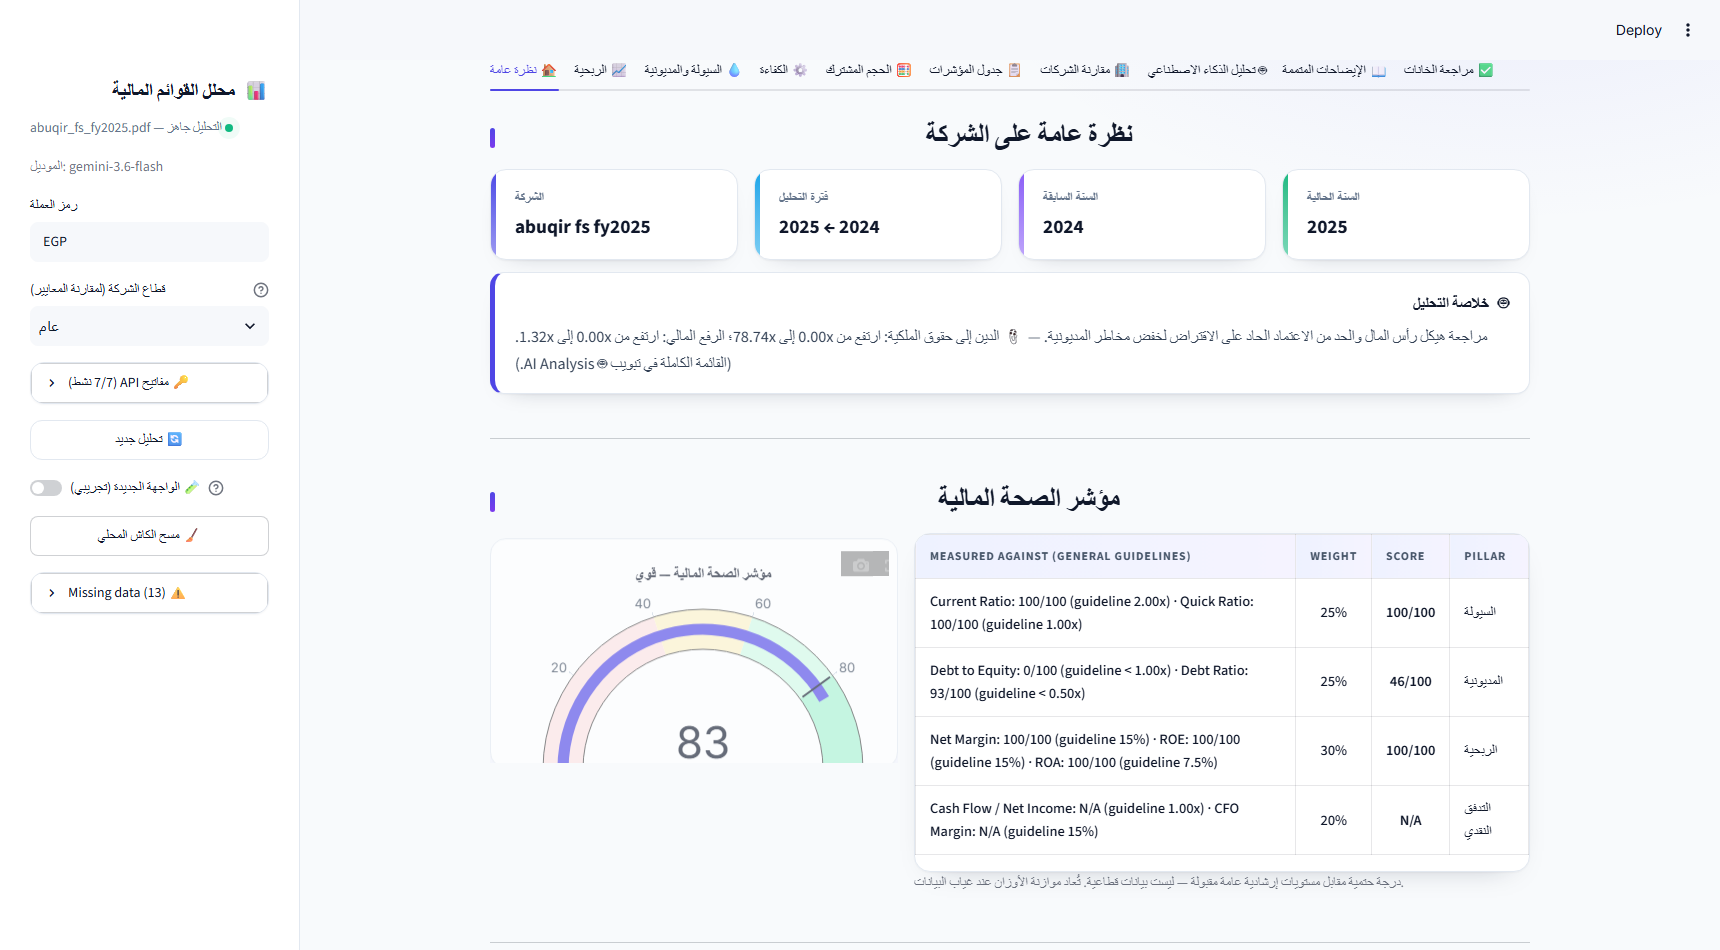 Deploy
محلل القوائم المالية
التحليل جاهز — abuqir_fs_fy2025.pdf
الموديل: gemini-3.6-flash
رمز العملة
EGP
قطاع الشركة (لمقارنة المعايير)
عام
مفاتيح API (7/7 نشط)
تحليل جديد
الواجهة الجديدة (تجريبي)
مسح الكاش المحلي
Missing data (13)
نظرة عامة
الربحية
السيولة والمديونية
الكفاءة
الحجم المشترك
جدول المؤشرات
مقارنة الشركات
تحليل الذكاء الاصطناعي
الإيضاحات المتممة
مراجعة الخانات
نظرة عامة على الشركة
الشركة
abuqir fs fy2025
فترة التحليل
2025 ← 2024
السنة السابقة
2024
السنة الحالية
2025
خلاصة التحليل
مراجعة هيكل رأس المال والحد من الاعتماد الحاد على الاقتراض لخفض مخاطر المديونية. — الدين إلى حقوق الملكية: ارتفع من 0.00x إلى 78.74x؛ الرفع المالي: ارتفع من 0.00x إلى 1.32x.
(القائمة الكاملة في تبويب AI Analysis.)
مؤشر الصحة المالية
مؤشر الصحة المالية — قوي
20
40
60
80
83
MEASURED AGAINST (GENERAL GUIDELINES) WEIGHT SCORE PILLAR
Current Ratio: 100/100 (guideline 2.00x) · Quick Ratio:
100/100 (guideline 1.00x)
25%
100/100
السيولة
Debt to Equity: 0/100 (guideline < 1.00x) · Debt Ratio:
93/100 (guideline < 0.50x)
25%
46/100
المديونية
Net Margin: 100/100 (guideline 15%) · ROE: 100/100
(guideline 15%) · ROA: 100/100 (guideline 7.5%)
30%
100/100
الربحية
Cash Flow / Net Income: N/A (guideline 1.00x) · CFO
Margin: N/A (guideline 15%)
20%
N/A
التدفق
النقدي
درجة حتمية مقابل مستويات إرشادية عامة مقبولة — ليست بيانات قطاعية. تُعاد موازنة الأوزان عند غياب البيانات.